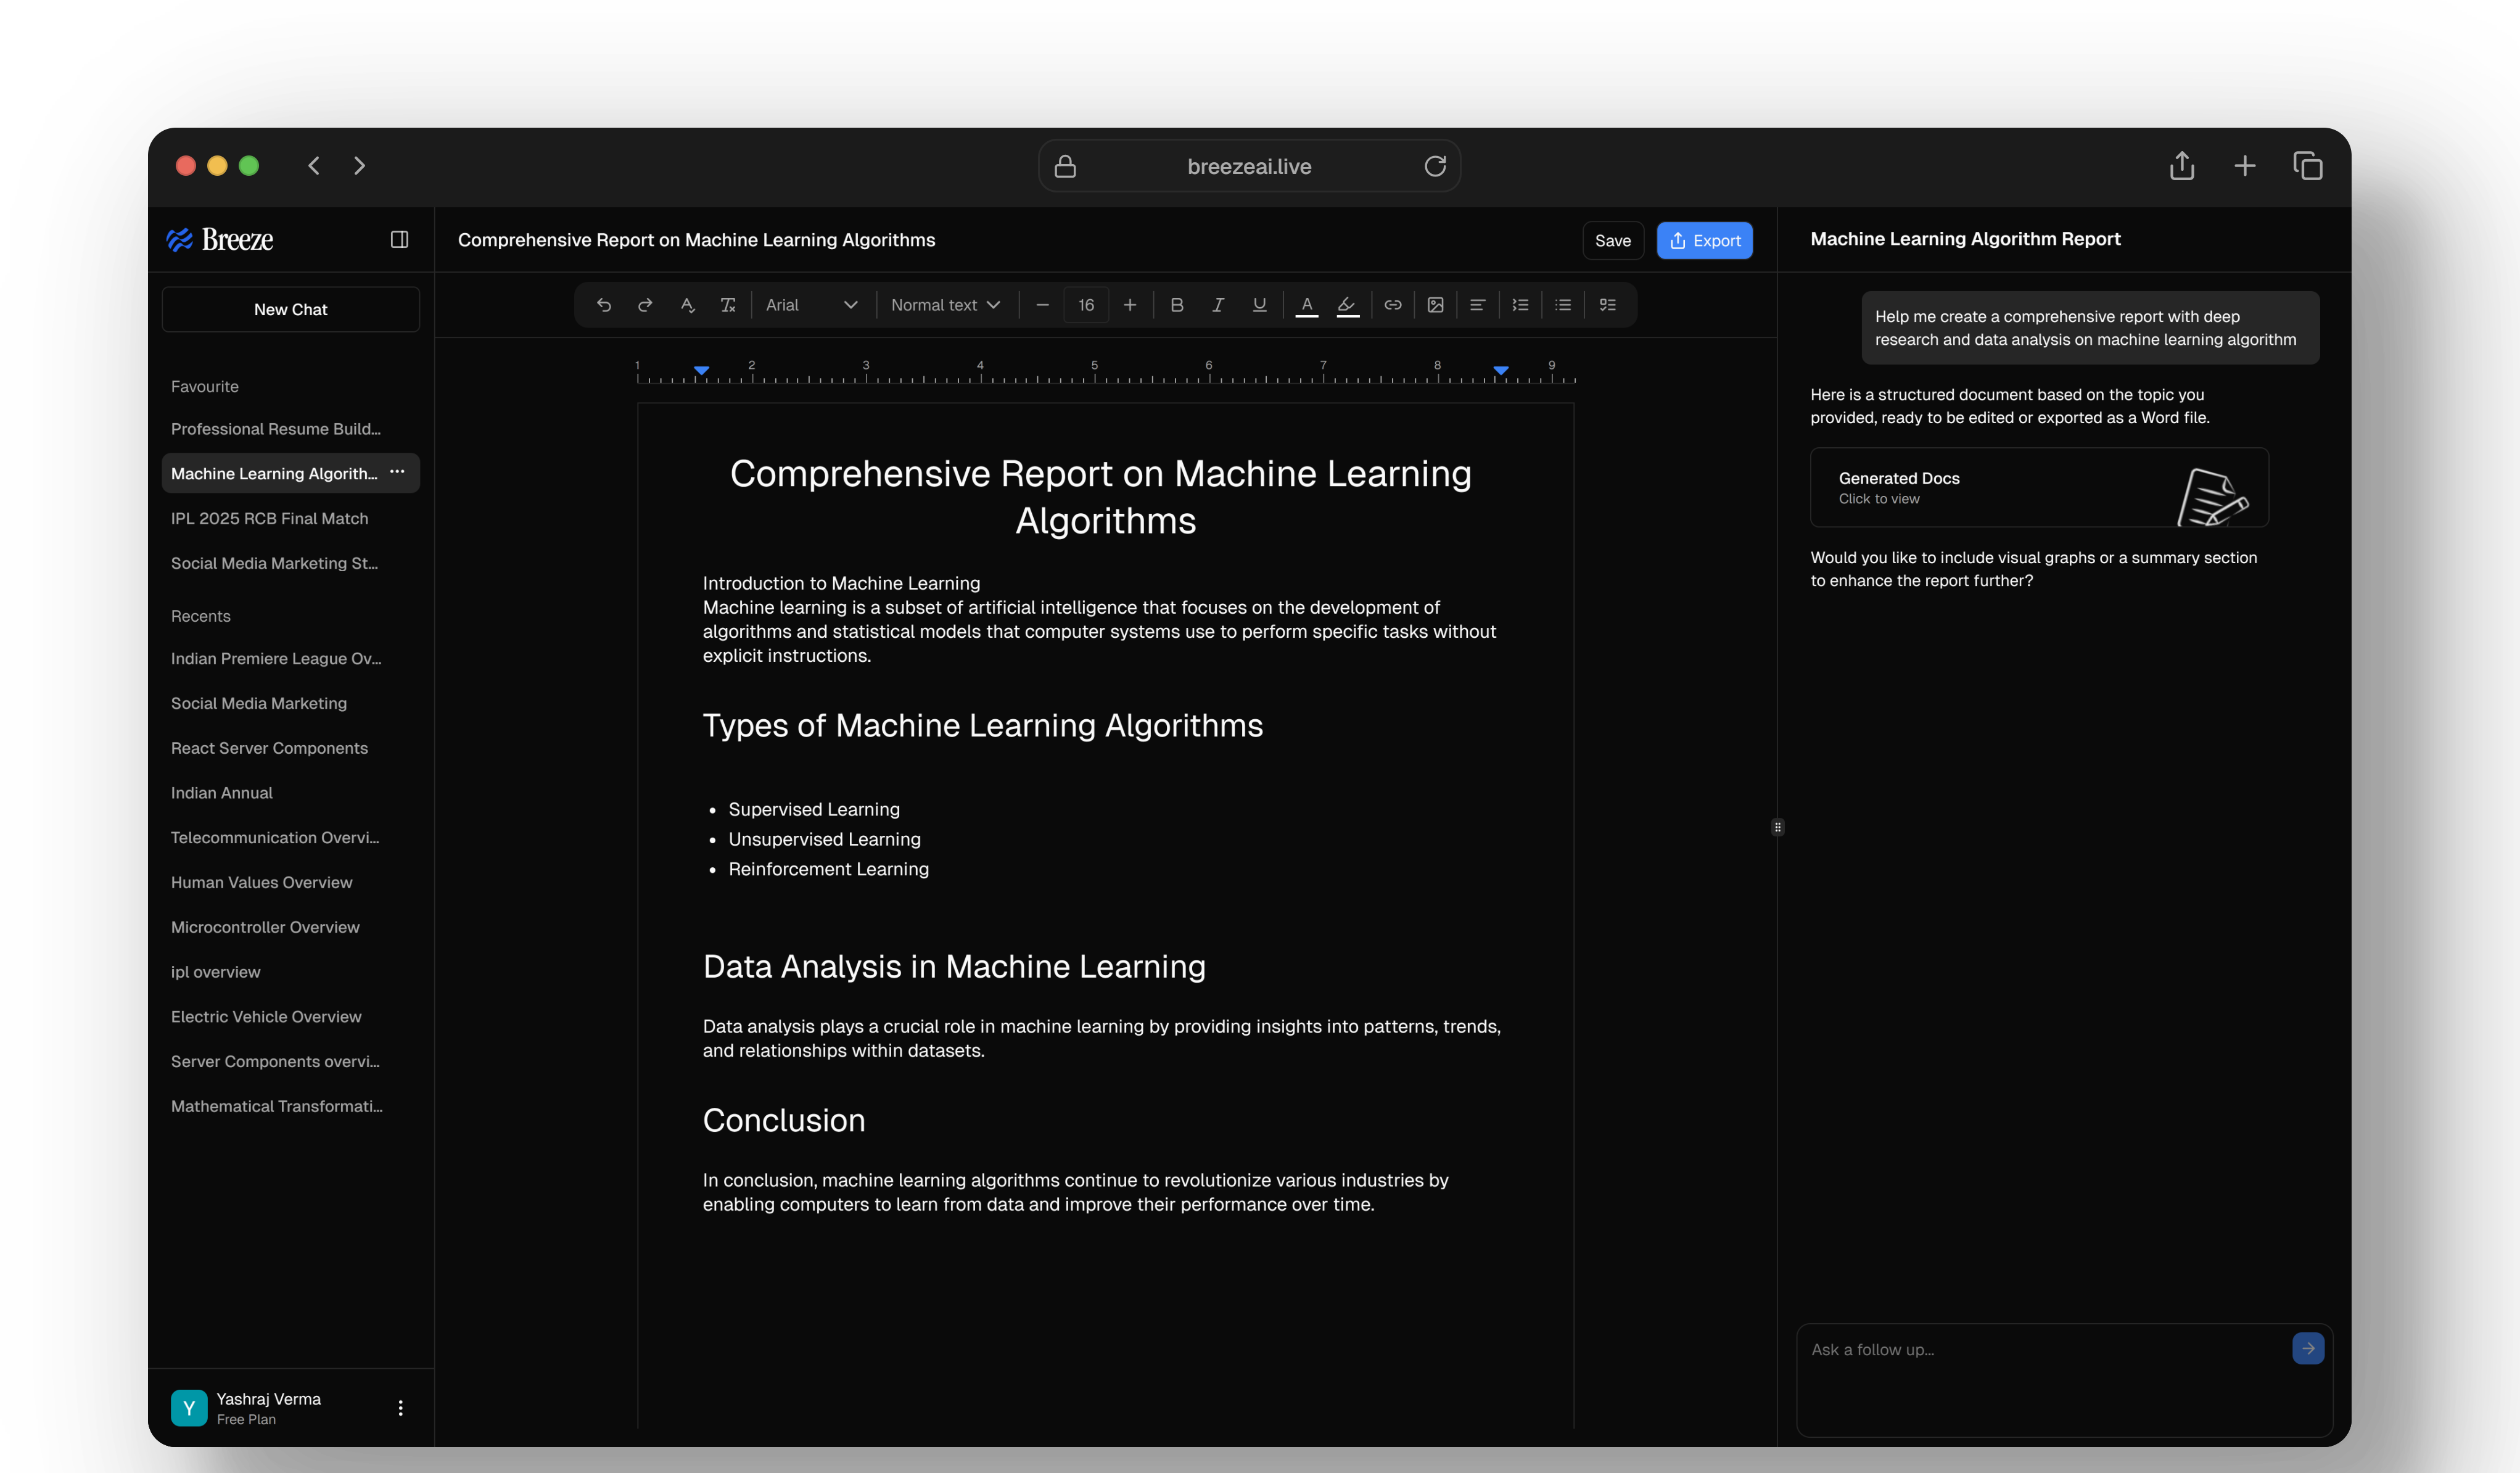 breezeai.live
Breeze
New Chat
Favourite
Professional Resume Build...
Machine Learning Algorith...
IPL 2025 RCB Final Match
Social Media Marketing St...
Recents
Indian Premiere League Ov...
Social Media Marketing
React Server Components
Indian Annual
Telecommunication Overvi...
Human Values Overview
Microcontroller Overview
ipl overview
Electric Vehicle Overview
Server Components overvi...
Mathematical Transformati...
Y
Yashraj Verma
Free Plan
Comprehensive Report on Machine Learning Algorithms
Save
Export
Arial
Normal text
16
B I U A
1 2 3 4 5 6 7 8 9
Comprehensive Report on Machine Learning
Algorithms
Introduction to Machine Learning
Machine learning is a subset of artificial intelligence that focuses on the development of
algorithms and statistical models that computer systems use to perform specific tasks without
explicit instructions.
Types of Machine Learning Algorithms
• Supervised Learning
• Unsupervised Learning
• Reinforcement Learning
Data Analysis in Machine Learning
Data analysis plays a crucial role in machine learning by providing insights into patterns, trends,
and relationships within datasets.
Conclusion
In conclusion, machine learning algorithms continue to revolutionize various industries by
enabling computers to learn from data and improve their performance over time.
Machine Learning Algorithm Report
Help me create a comprehensive report with deep
research and data analysis on machine learning algorithm
Here is a structured document based on the topic you
provided, ready to be edited or exported as a Word file.
Generated Docs
Click to view
Would you like to include visual graphs or a summary section
to enhance the report further?
Ask a follow up...